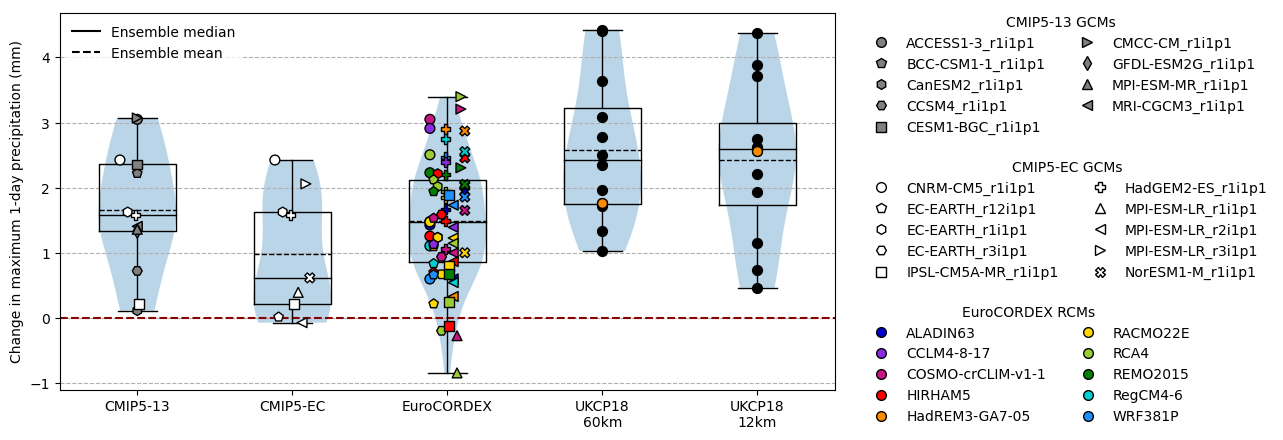 Change in maximum 1-day precipitation (mm)
Ensemble median
Ensemble mean
4
3
2
1
0
−1
CMIP5-13
CMIP5-EC
EuroCORDEX
UKCP18
60km
UKCP18
12km
CMIP5-13 GCMs
ACCESS1-3_r1i1p1
BCC-CSM1-1_r1i1p1
CanESM2_r1i1p1
CCSM4_r1i1p1
CESM1-BGC_r1i1p1
CMCC-CM_r1i1p1
GFDL-ESM2G_r1i1p1
MPI-ESM-MR_r1i1p1
MRI-CGCM3_r1i1p1
CMIP5-EC GCMs
CNRM-CM5_r1i1p1
EC-EARTH_r12i1p1
EC-EARTH_r1i1p1
EC-EARTH_r3i1p1
IPSL-CM5A-MR_r1i1p1
HadGEM2-ES_r1i1p1
MPI-ESM-LR_r1i1p1
MPI-ESM-LR_r2i1p1
MPI-ESM-LR_r3i1p1
NorESM1-M_r1i1p1
EuroCORDEX RCMs
ALADIN63
CCLM4-8-17
COSMO-crCLIM-v1-1
HIRHAM5
HadREM3-GA7-05
RACMO22E
RCA4
REMO2015
RegCM4-6
WRF381P